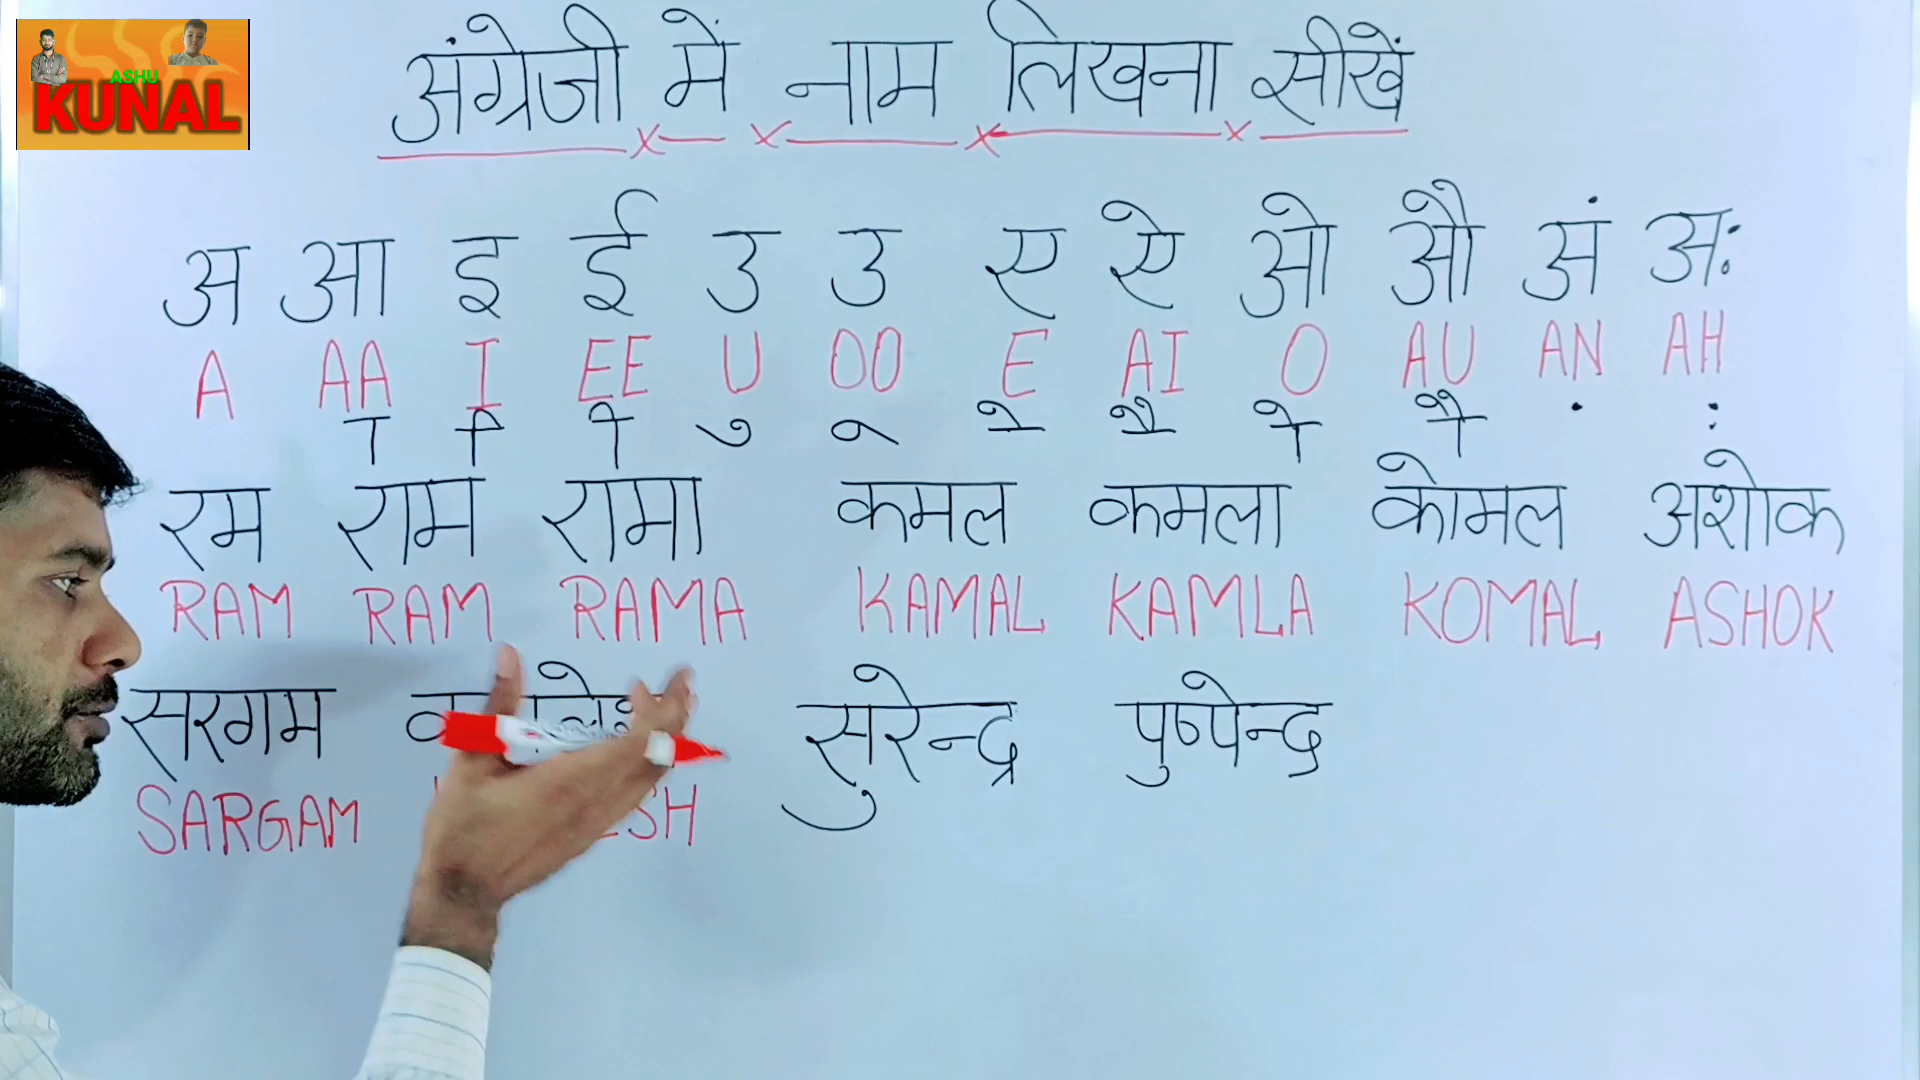 ASHU
KUNAL
अंग्रेजी में नाम लिखना सीखें
अ आ इ ई उ उ ए ऐ ओ औ अं अः
A AA I EE U OO E AI O AU AN AH
ा ि ी ु ू े ै ो ौ ं ः
रम राम रामा कमल कमला कोमल अशोक
RAM RAM RAMA KAMAL KAMLA KOMAL ASHOK
सरगम सुरेन्द्र पुष्पेन्द्र
SARGAM